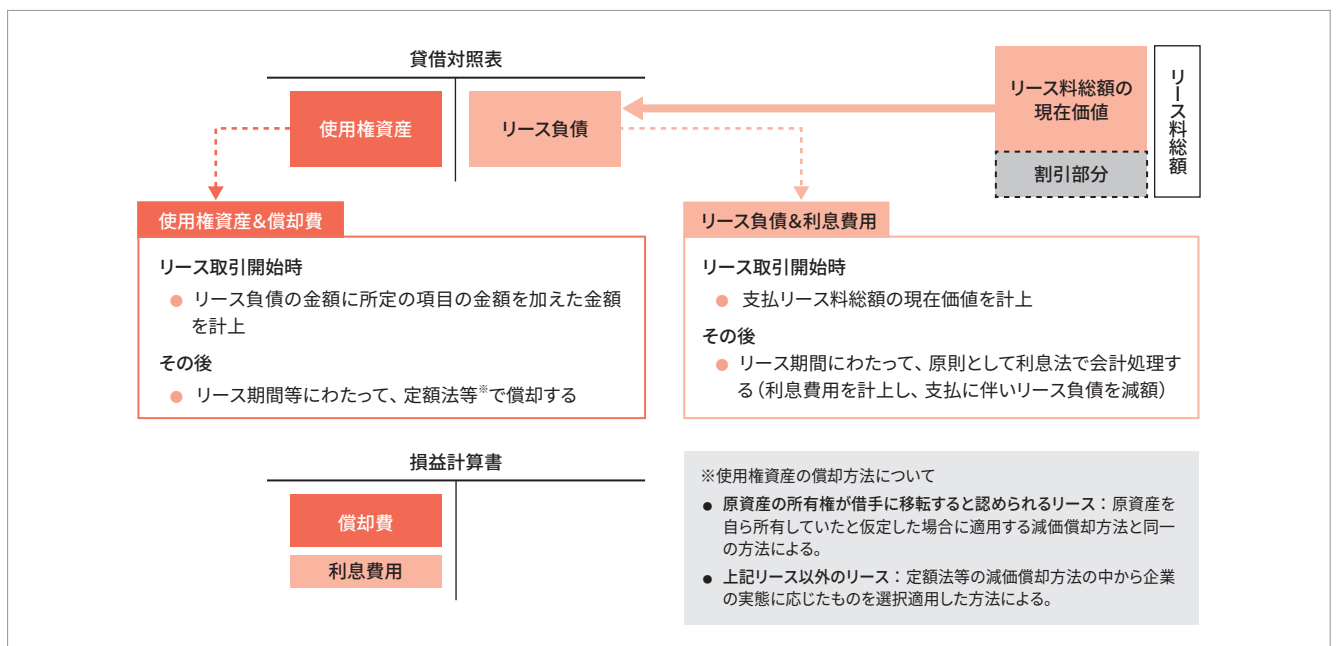 貸借対照表
使用権資産
リース負債
リース料総額の
現在価値
割引部分
リース料総額
使用権資産&償却費
リース取引開始時
● リース負債の金額に所定の項目の金額を加えた金額
を計上
その後
● リース期間等にわたって、定額法等※で償却する
リース負債&利息費用
リース取引開始時
● 支払リース料総額の現在価値を計上
その後
● リース期間にわたって、原則として利息法で会計処理す
る(利息費用を計上し、支払に伴いリース負債を減額)
損益計算書
償却費
利息費用
※使用権資産の償却方法について
● 原資産の所有権が借手に移転すると認められるリース:原資産を
自ら所有していたと仮定した場合に適用する減価償却方法と同一
の方法による。
● 上記リース以外のリース:定額法等の減価償却方法の中から企業
の実態に応じたものを選択適用した方法による。